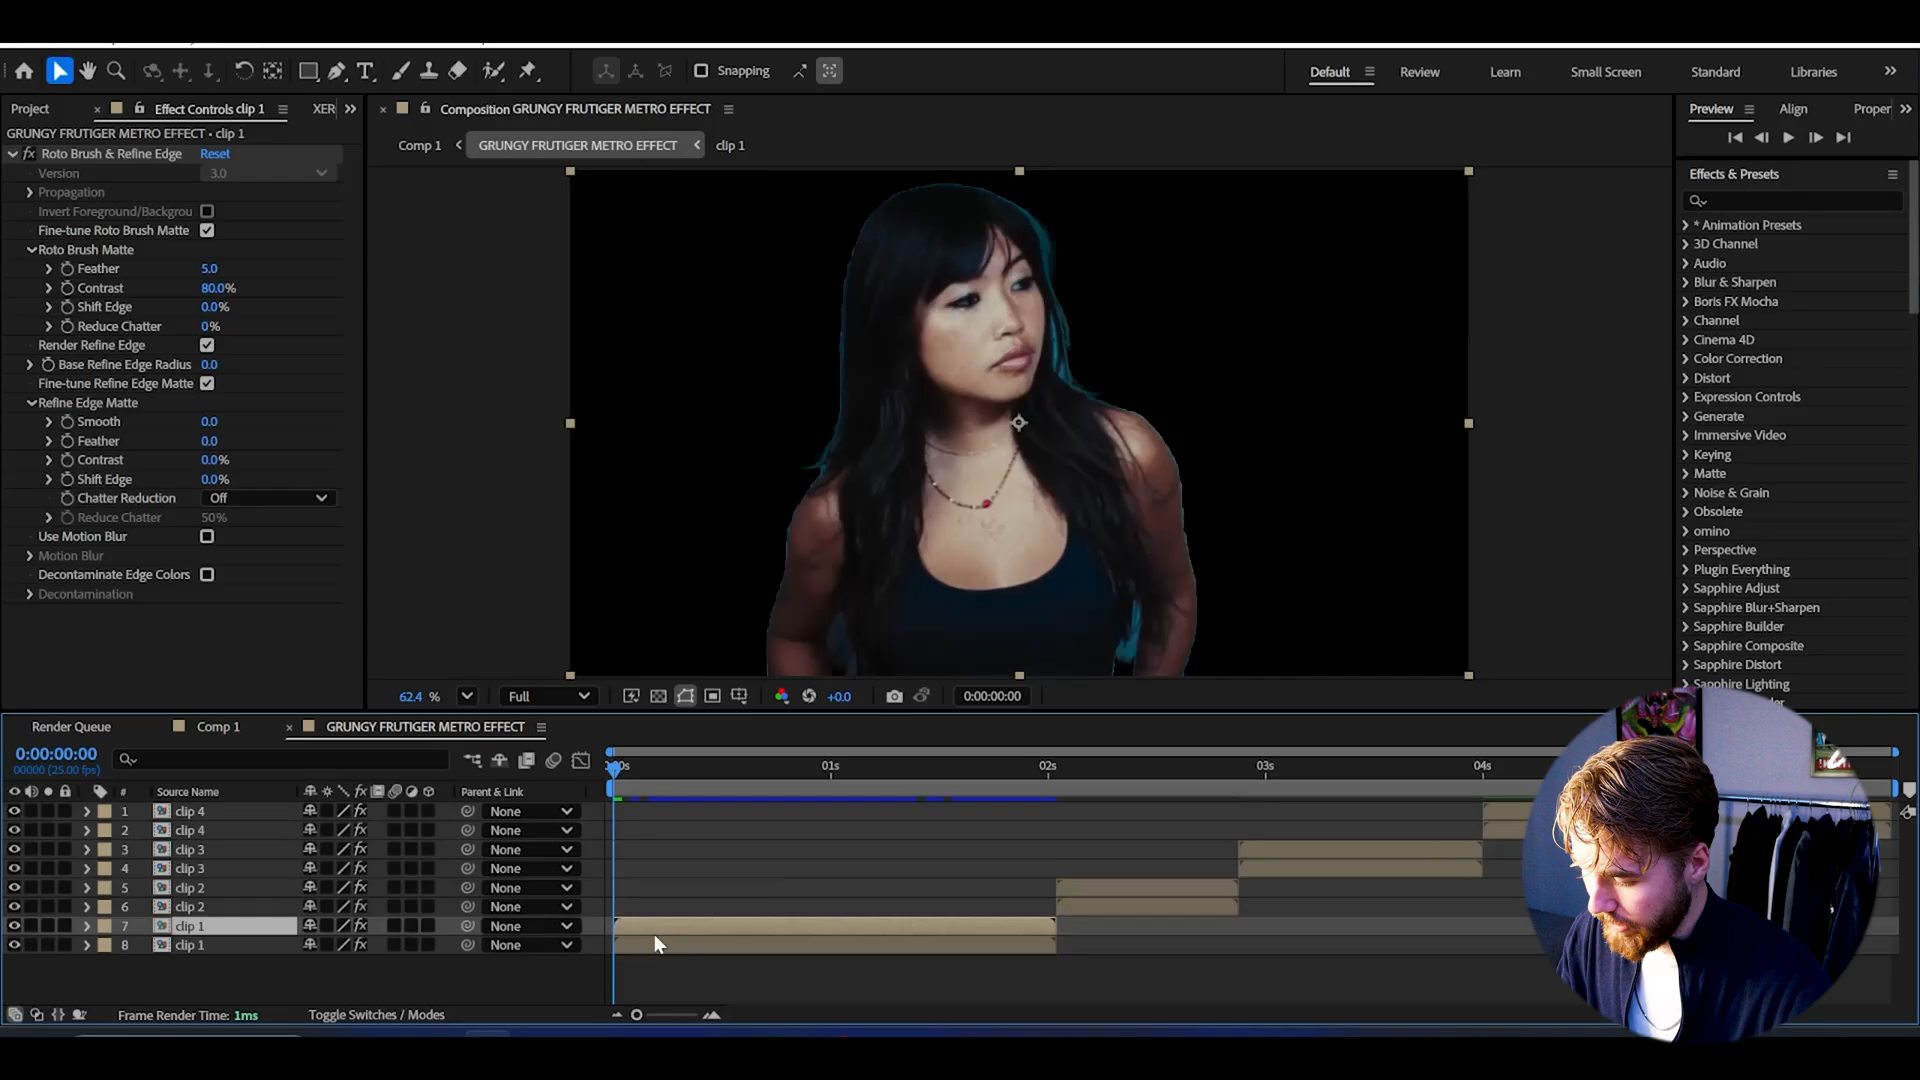 Snapping
Default
Review
Learn
Small Screen
Standard
Libraries
Project
Effect Controls clip 1
XER
Composition GRUNGY FRUTIGER METRO EFFECT
Preview
Align
Proper
GRUNGY FRUTIGER METRO EFFECT • clip 1
Comp 1
GRUNGY FRUTIGER METRO EFFECT
clip 1
fx Roto Brush & Refine Edge Reset
Version 3.0
Propagation
Invert Foreground/Backgrou
Fine-tune Roto Brush Matte
Roto Brush Matte
Feather 5.0
Contrast 80.0%
Shift Edge 0.0%
Reduce Chatter 0%
Render Refine Edge
Base Refine Edge Radius 0.0
Fine-tune Refine Edge Matte
Refine Edge Matte
Smooth 0.0
Feather 0.0
Contrast 0.0%
Shift Edge 0.0%
Chatter Reduction Off
Reduce Chatter 50%
Use Motion Blur
Motion Blur
Decontaminate Edge Colors
Decontamination
Effects & Presets
* Animation Presets
3D Channel
Audio
Blur & Sharpen
Boris FX Mocha
Channel
Cinema 4D
Color Correction
Distort
Expression Controls
Generate
Immersive Video
Keying
Matte
Noise & Grain
Obsolete
omino
Perspective
Plugin Everything
Sapphire Adjust
Sapphire Blur+Sharpen
Sapphire Builder
Sapphire Composite
Sapphire Distort
Sapphire Lighting
62.4 %
Full
+0.0
0:00:00:00
Render Queue
Comp 1
GRUNGY FRUTIGER METRO EFFECT
0:00:00:00
00000 (25.00 fps)
01s
02s
03s
04s
# Source Name fx Parent & Link
1 clip 4 fx None
2 clip 4 fx None
3 clip 3 fx None
4 clip 3 fx None
5 clip 2 fx None
6 clip 2 fx None
7 clip 1 fx None
8 clip 1 fx None
Frame Render Time: 1ms
Toggle Switches / Modes